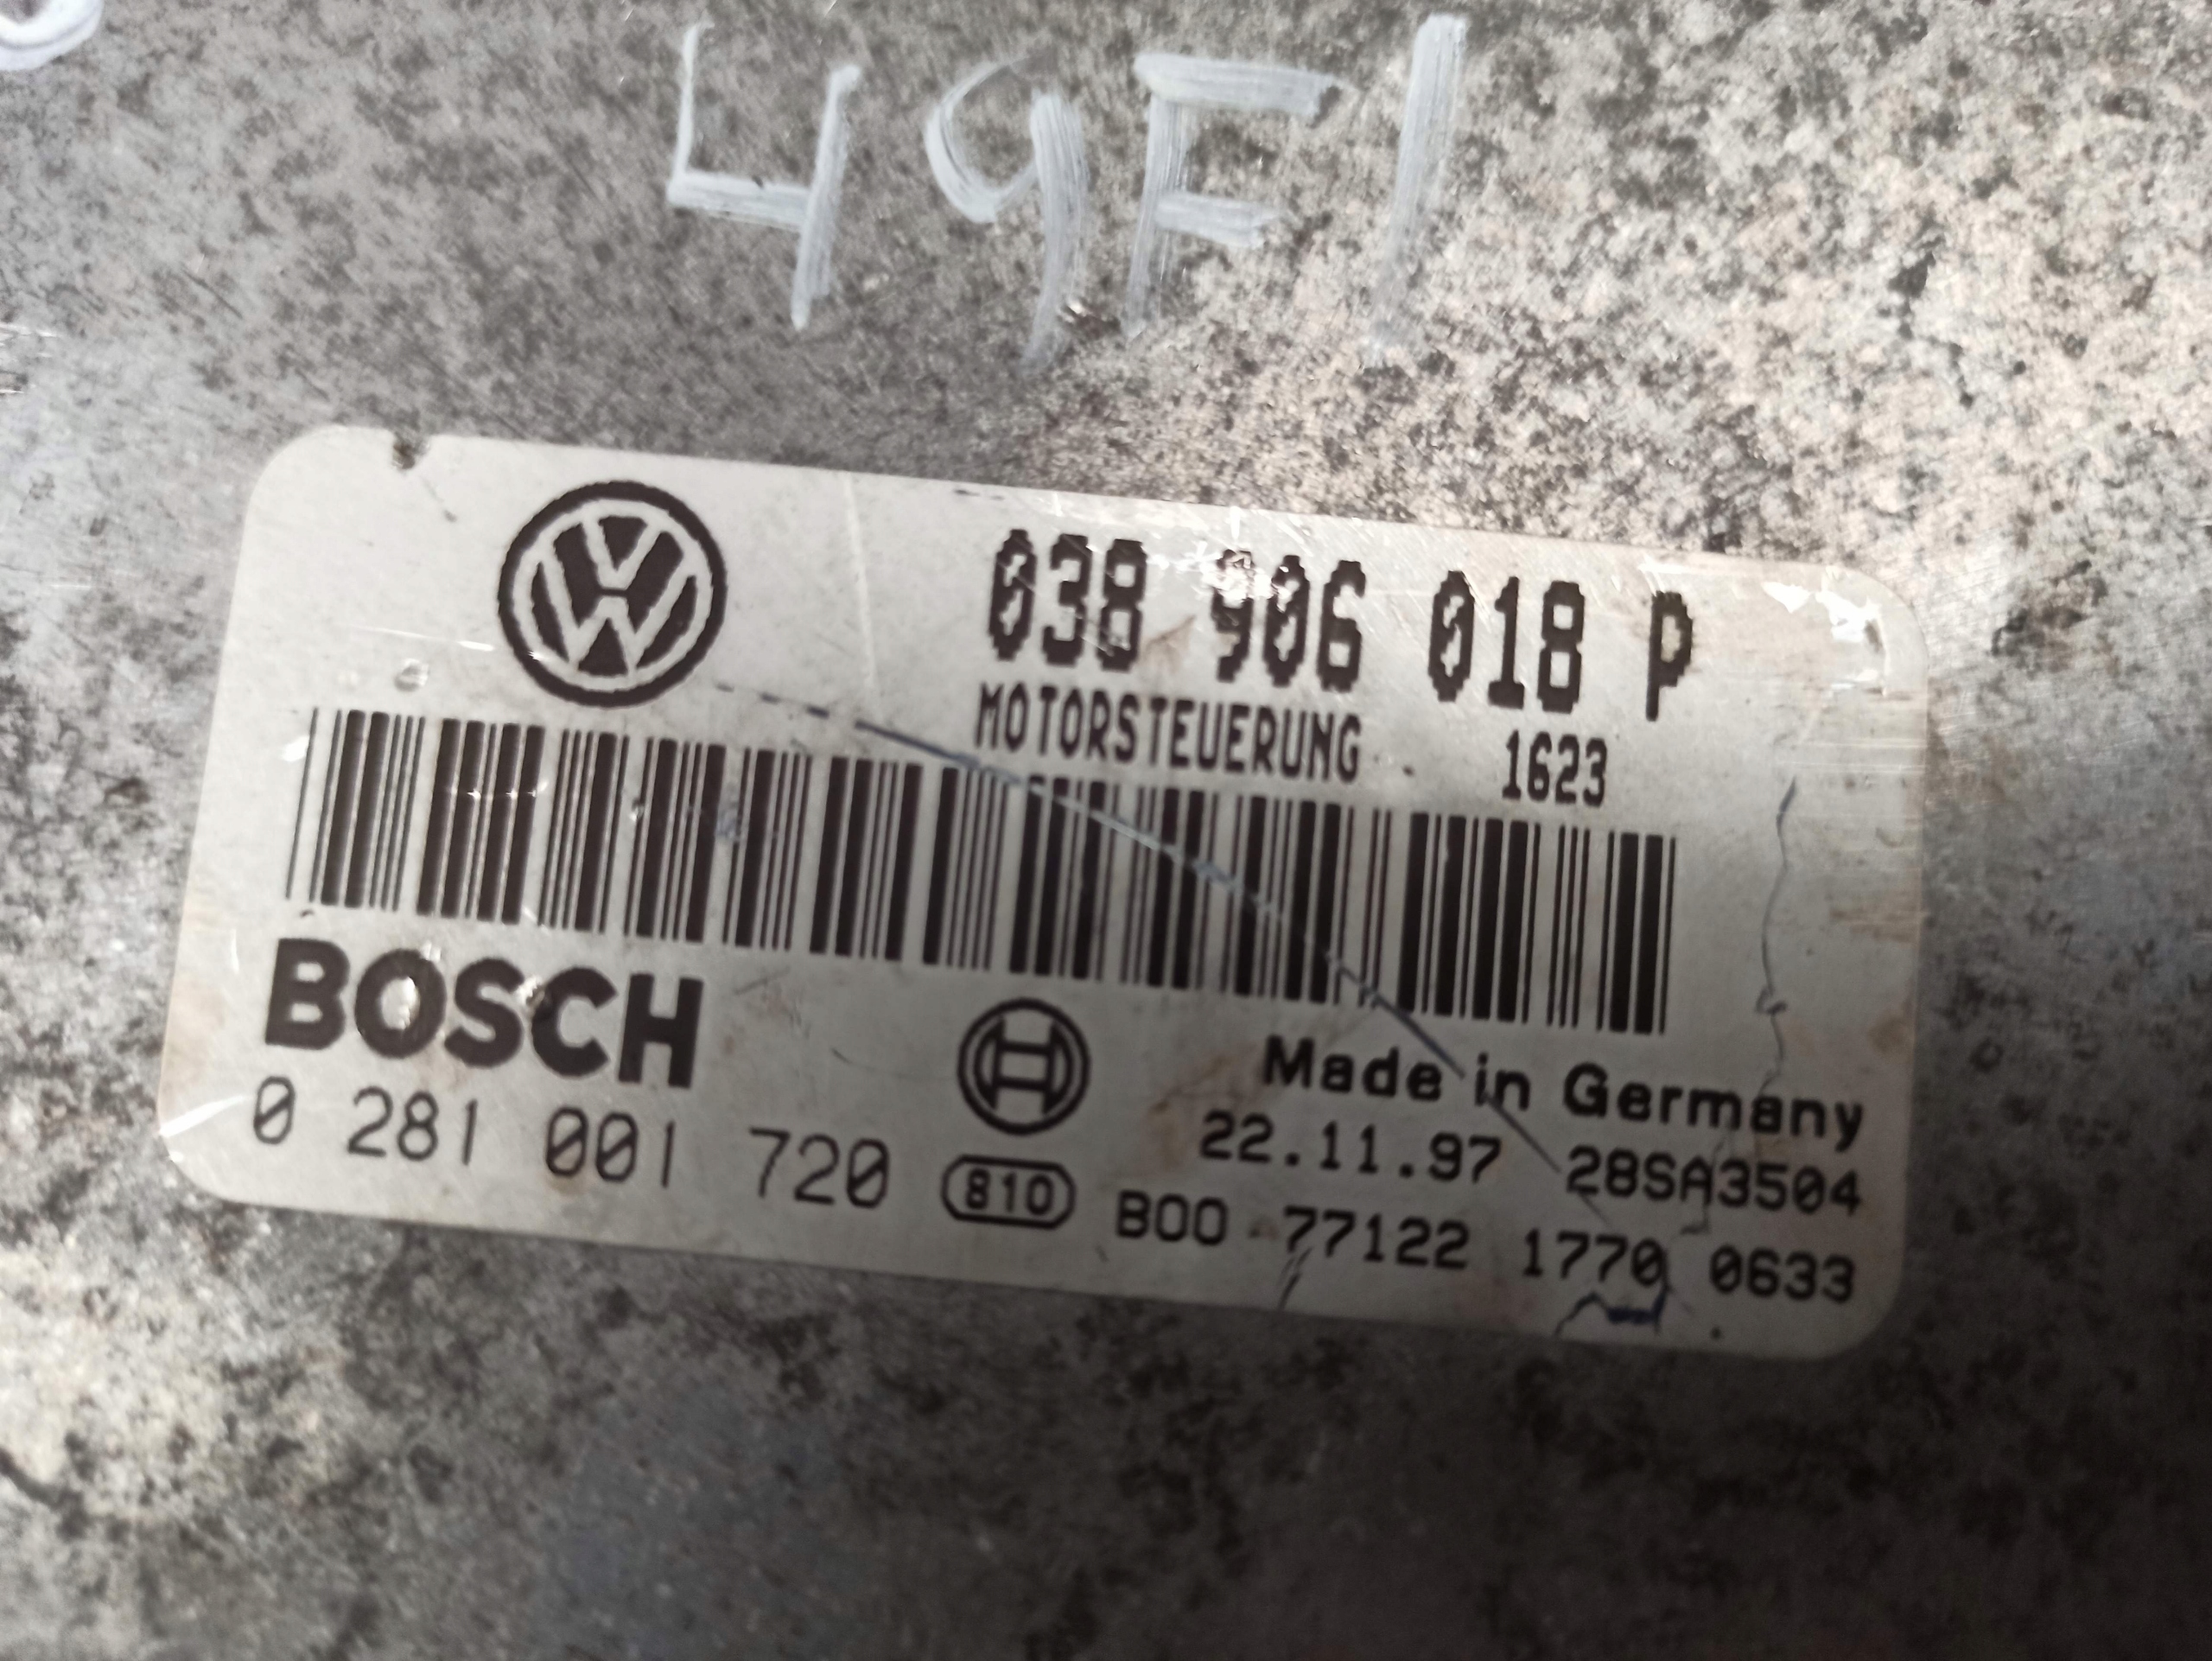 49F1
038 906 018 P
MOTORSTEUERUNG 1623
BOSCH
Made in Germany
0 281 001 720
22.11.97 28SA3504
810 B00 77122 1770 0633